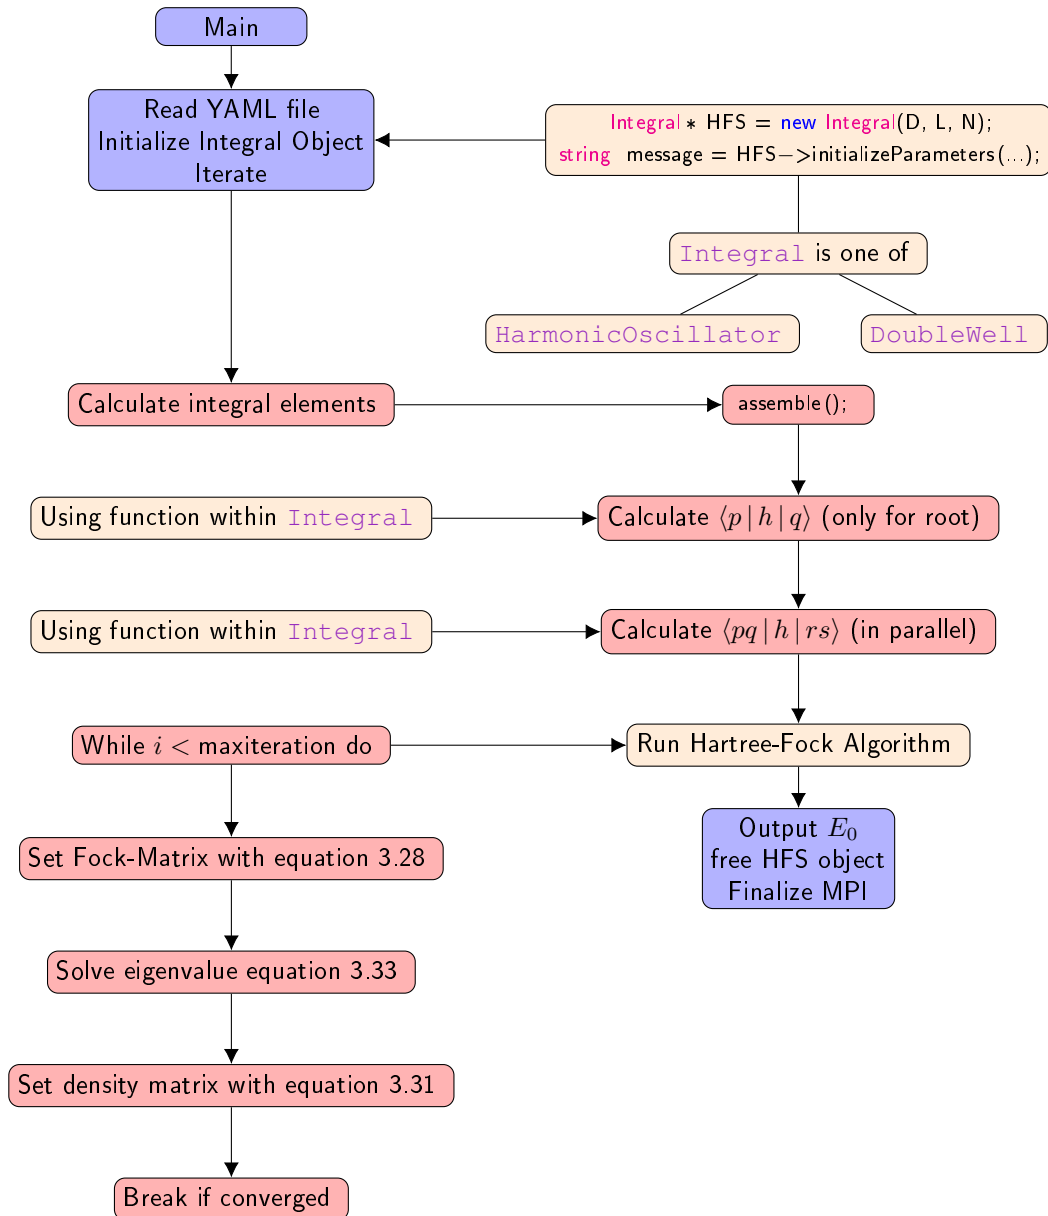 Main
Read YAML file
Initialize Integral Object
Iterate
Integral * HFS = new Integral(D, L, N);
string message = HFS−>initializeParameters(...);
Integral is one of
HarmonicOscillator
DoubleWell
Calculate integral elements
assemble();
Using function within Integral
Calculate ⟨p | h | q⟩ (only for root)
Using function within Integral
Calculate ⟨pq | h | rs⟩ (in parallel)
While i < maxiteration do
Run Hartree-Fock Algorithm
Output E₀
free HFS object
Finalize MPI
Set Fock-Matrix with equation 3.28
Solve eigenvalue equation 3.33
Set density matrix with equation 3.31
Break if converged